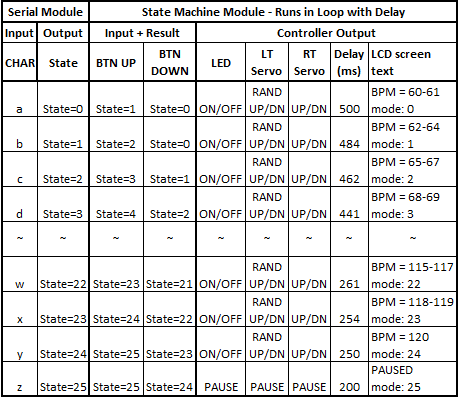 Serial Module State Machine Module - Runs in Loop with Delay
Input Output Input + Result Controller Output
CHAR State BTN UP BTN DOWN LED LT Servo RT Servo Delay (ms) LCD screen text
a State=0 State=1 State=0 ON/OFF RAND UP/DN UP/DN 500 BPM = 60-61 mode: 0
b State=1 State=2 State=0 ON/OFF RAND UP/DN UP/DN 484 BPM = 62-64 mode: 1
c State=2 State=3 State=1 ON/OFF RAND UP/DN UP/DN 462 BPM = 65-67 mode: 2
d State=3 State=4 State=2 ON/OFF RAND UP/DN UP/DN 441 BPM = 68-69 mode: 3
~ ~ ~ ~ ~ ~ ~ ~ ~
w State=22 State=23 State=21 ON/OFF RAND UP/DN UP/DN 261 BPM = 115-117 mode: 22
x State=23 State=24 State=22 ON/OFF RAND UP/DN UP/DN 254 BPM = 118-119 mode: 23
y State=24 State=25 State=23 ON/OFF RAND UP/DN UP/DN 250 BPM = 120 mode: 24
z State=25 State=25 State=24 PAUSE PAUSE PAUSE 200 PAUSED mode: 25